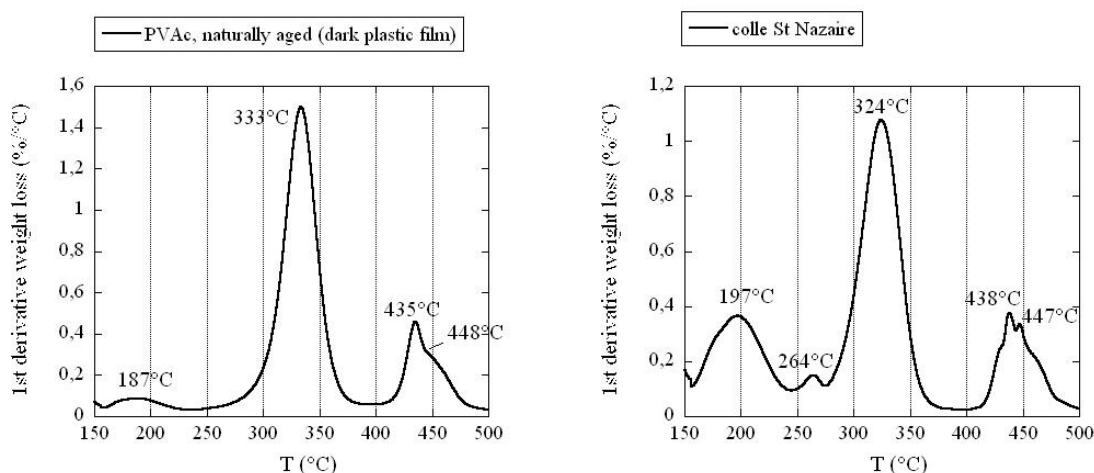 PVAc, naturally aged (dark plastic film)
1st derivative weight loss (%/°C)
1,6
1,4
1,2
1
0,8
0,6
0,4
0,2
0
333°C
435°C
448°C
187°C
150 200 250 300 350 400 450 500
T (°C)
colle St Nazaire
1st derivative weight loss (%/°C)
1,2
1
0,8
0,6
0,4
0,2
0
324°C
197°C
438°C
447°C
264°C
150 200 250 300 350 400 450 500
T (°C)